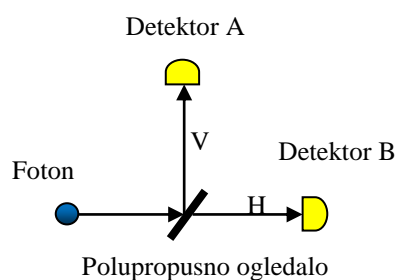 Detektor A
V
Detektor B
Foton
H
Polupropusno ogledalo